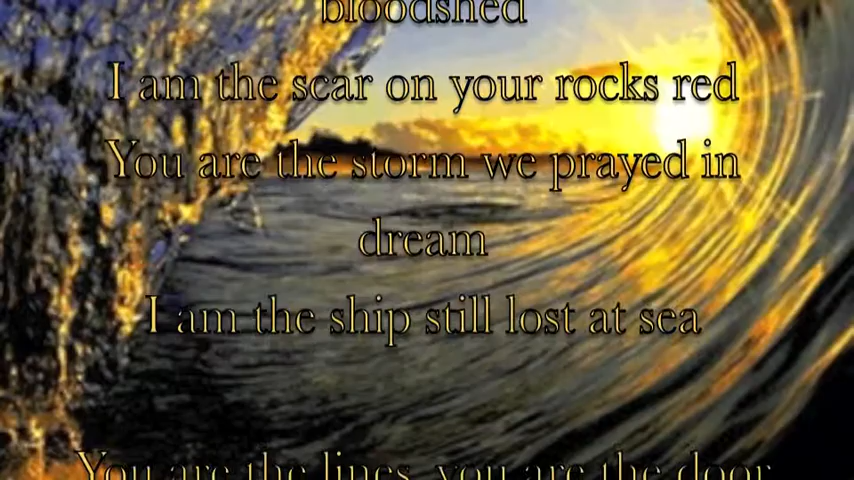 bloodshed
I am the scar on your rocks red
You are the storm we prayed in
dream
I am the ship still lost at sea
You are the lines, you are the door